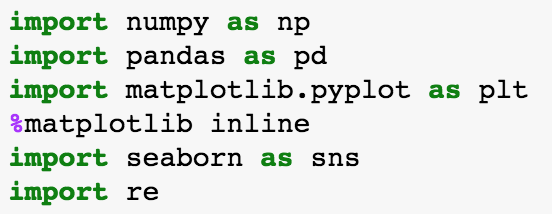 import numpy as np
import pandas as pd
import matplotlib.pyplot as plt
%matplotlib inline
import seaborn as sns
import re